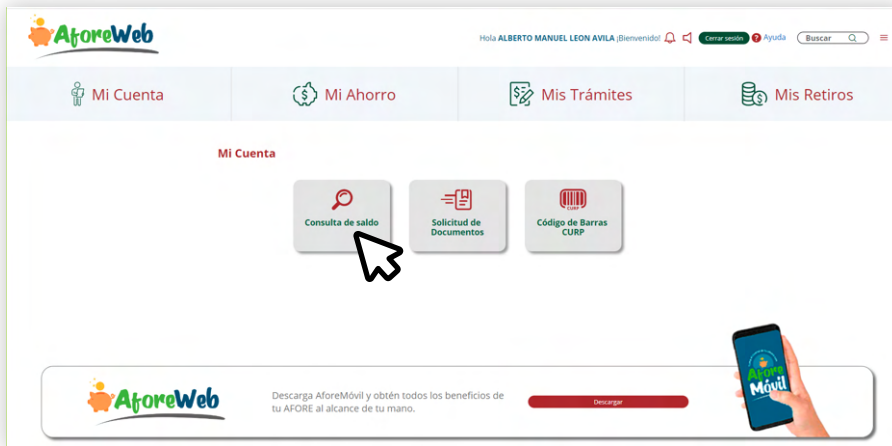 AforeWeb
Hola ALBERTO MANUEL LEON AVILA ¡Bienvenido!
Cerrar sesión
? Ayuda
Buscar
Mi Cuenta
$ Mi Ahorro
$ Mis Trámites
$ Mis Retiros
Mi Cuenta
Consulta de saldo
Solicitud de
Documentos
CURP
Código de Barras
CURP
AforeWeb
Descarga AforeMóvil y obtén todos los beneficios de
tu AFORE al alcance de tu mano.
Descargar
Afore
Móvil